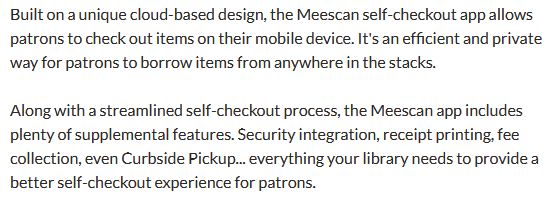 Built on a unique cloud-based design, the Meescan self-checkout app allows
patrons to check out items on their mobile device. It's an efficient and private
way for patrons to borrow items from anywhere in the stacks.
Along with a streamlined self-checkout process, the Meescan app includes
plenty of supplemental features. Security integration, receipt printing, fee
collection, even Curbside Pickup... everything your library needs to provide a
better self-checkout experience for patrons.